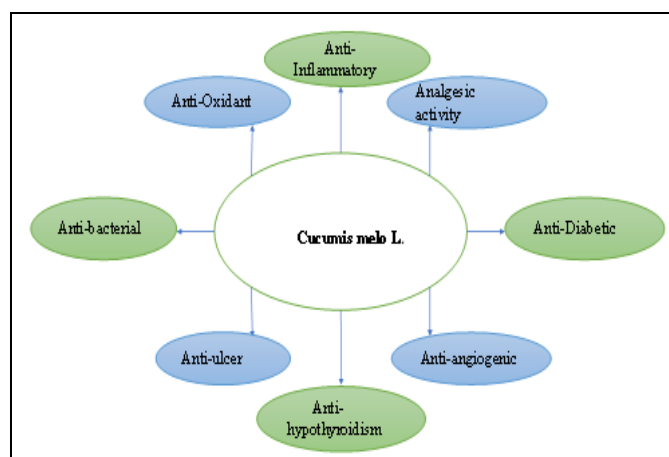 Anti-
Inflammatory
Anti-Oxidant
Analgesic
activity
Anti-bacterial
Cucumis melo L.
Anti-Diabetic
Anti-ulcer
Anti-angiogenic
Anti-
hypothyroidism